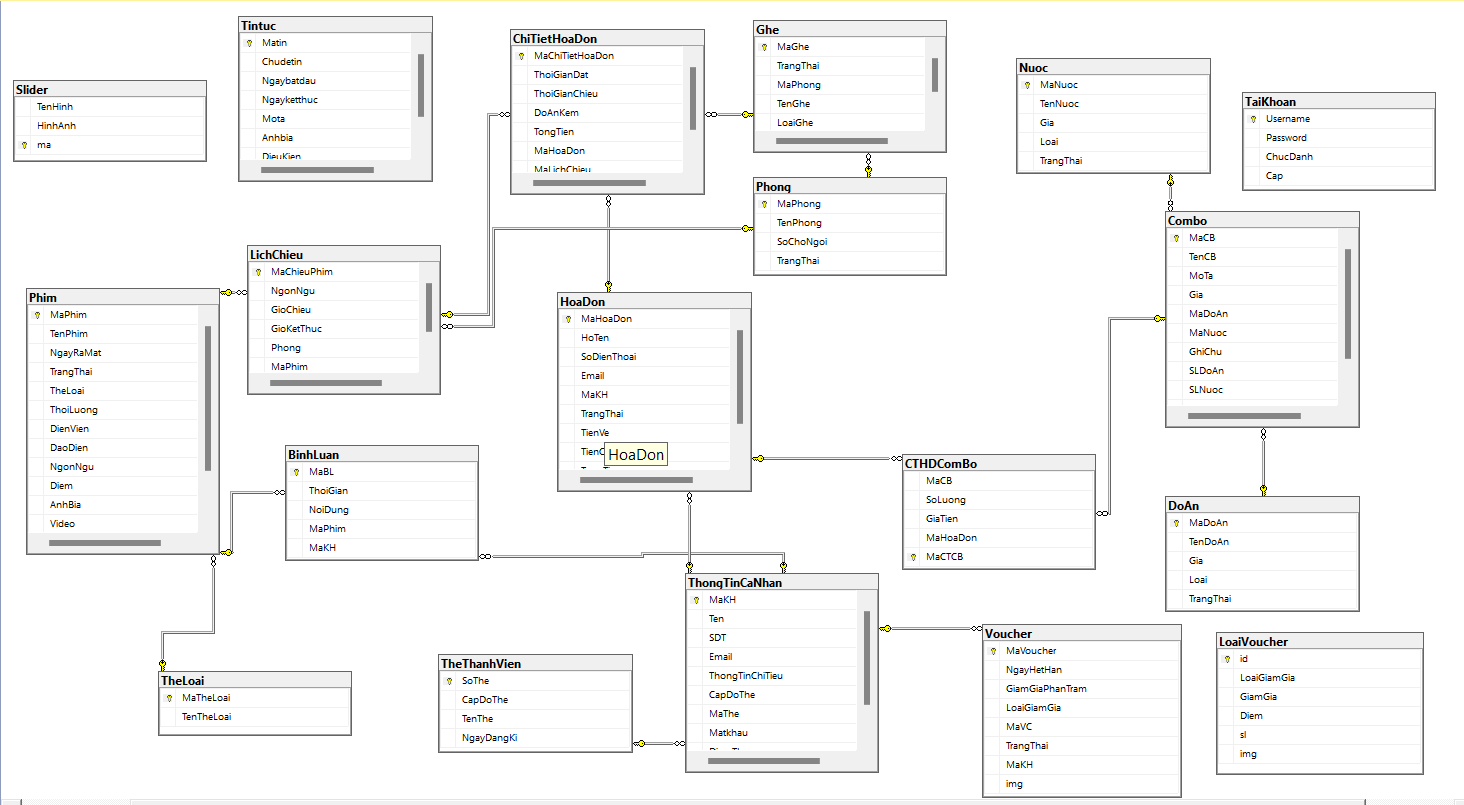 Slider
TenHinh
HinhAnh
ma
Tintuc
Matin
Chudetin
Ngaybatdau
Ngayketthuc
Mota
Anhbia
DieuKien
ChiTietHoaDon
MaChiTietHoaDon
ThoiGianDat
ThoiGianChieu
DoAnKem
TongTien
MaHoaDon
MaLichChieu
Ghe
MaGhe
TrangThai
MaPhong
TenGhe
LoaiGhe
Nuoc
MaNuoc
TenNuoc
Gia
Loai
TrangThai
TaiKhoan
Username
Password
ChucDanh
Cap
Phong
MaPhong
TenPhong
SoChoNgoi
TrangThai
Combo
MaCB
TenCB
MoTa
Gia
MaDoAn
MaNuoc
GhiChu
SLDoAn
SLNuoc
LichChieu
MaChieuPhim
NgonNgu
GioChieu
GioKetThuc
Phong
MaPhim
Phim
MaPhim
TenPhim
NgayRaMat
TrangThai
TheLoai
ThoiLuong
DienVien
DaoDien
NgonNgu
Diem
AnhBia
Video
HoaDon
MaHoaDon
HoTen
SoDienThoai
Email
MaKH
TrangThai
TienVe
HoaDon
BinhLuan
MaBL
ThoiGian
NoiDung
MaPhim
MaKH
CTHDComBo
MaCB
SoLuong
GiaTien
MaHoaDon
MaCTCB
DoAn
MaDoAn
TenDoAn
Gia
Loai
TrangThai
ThongTinCaNhan
MaKH
Ten
SDT
Email
ThongTinChiTieu
CapDoThe
MaThe
Matkhau
TheLoai
MaTheLoai
TenTheLoai
TheThanhVien
SoThe
CapDoThe
TenThe
NgayDangKi
Voucher
MaVoucher
NgayHetHan
GiamGiaPhanTram
LoaiGiamGia
MaVC
TrangThai
MaKH
img
LoaiVoucher
id
LoaiGiamGia
GiamGia
Diem
sl
img